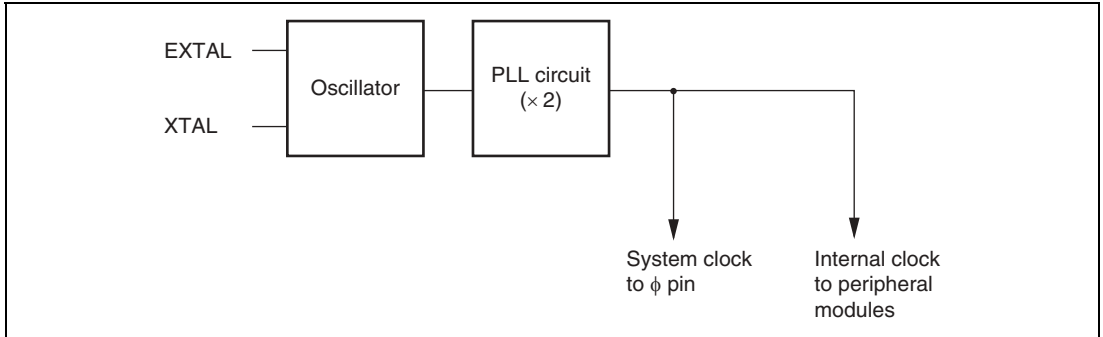 EXTAL
XTAL
Oscillator
PLL circuit
(× 2)
System clock
to ϕ pin
Internal clock
to peripheral
modules